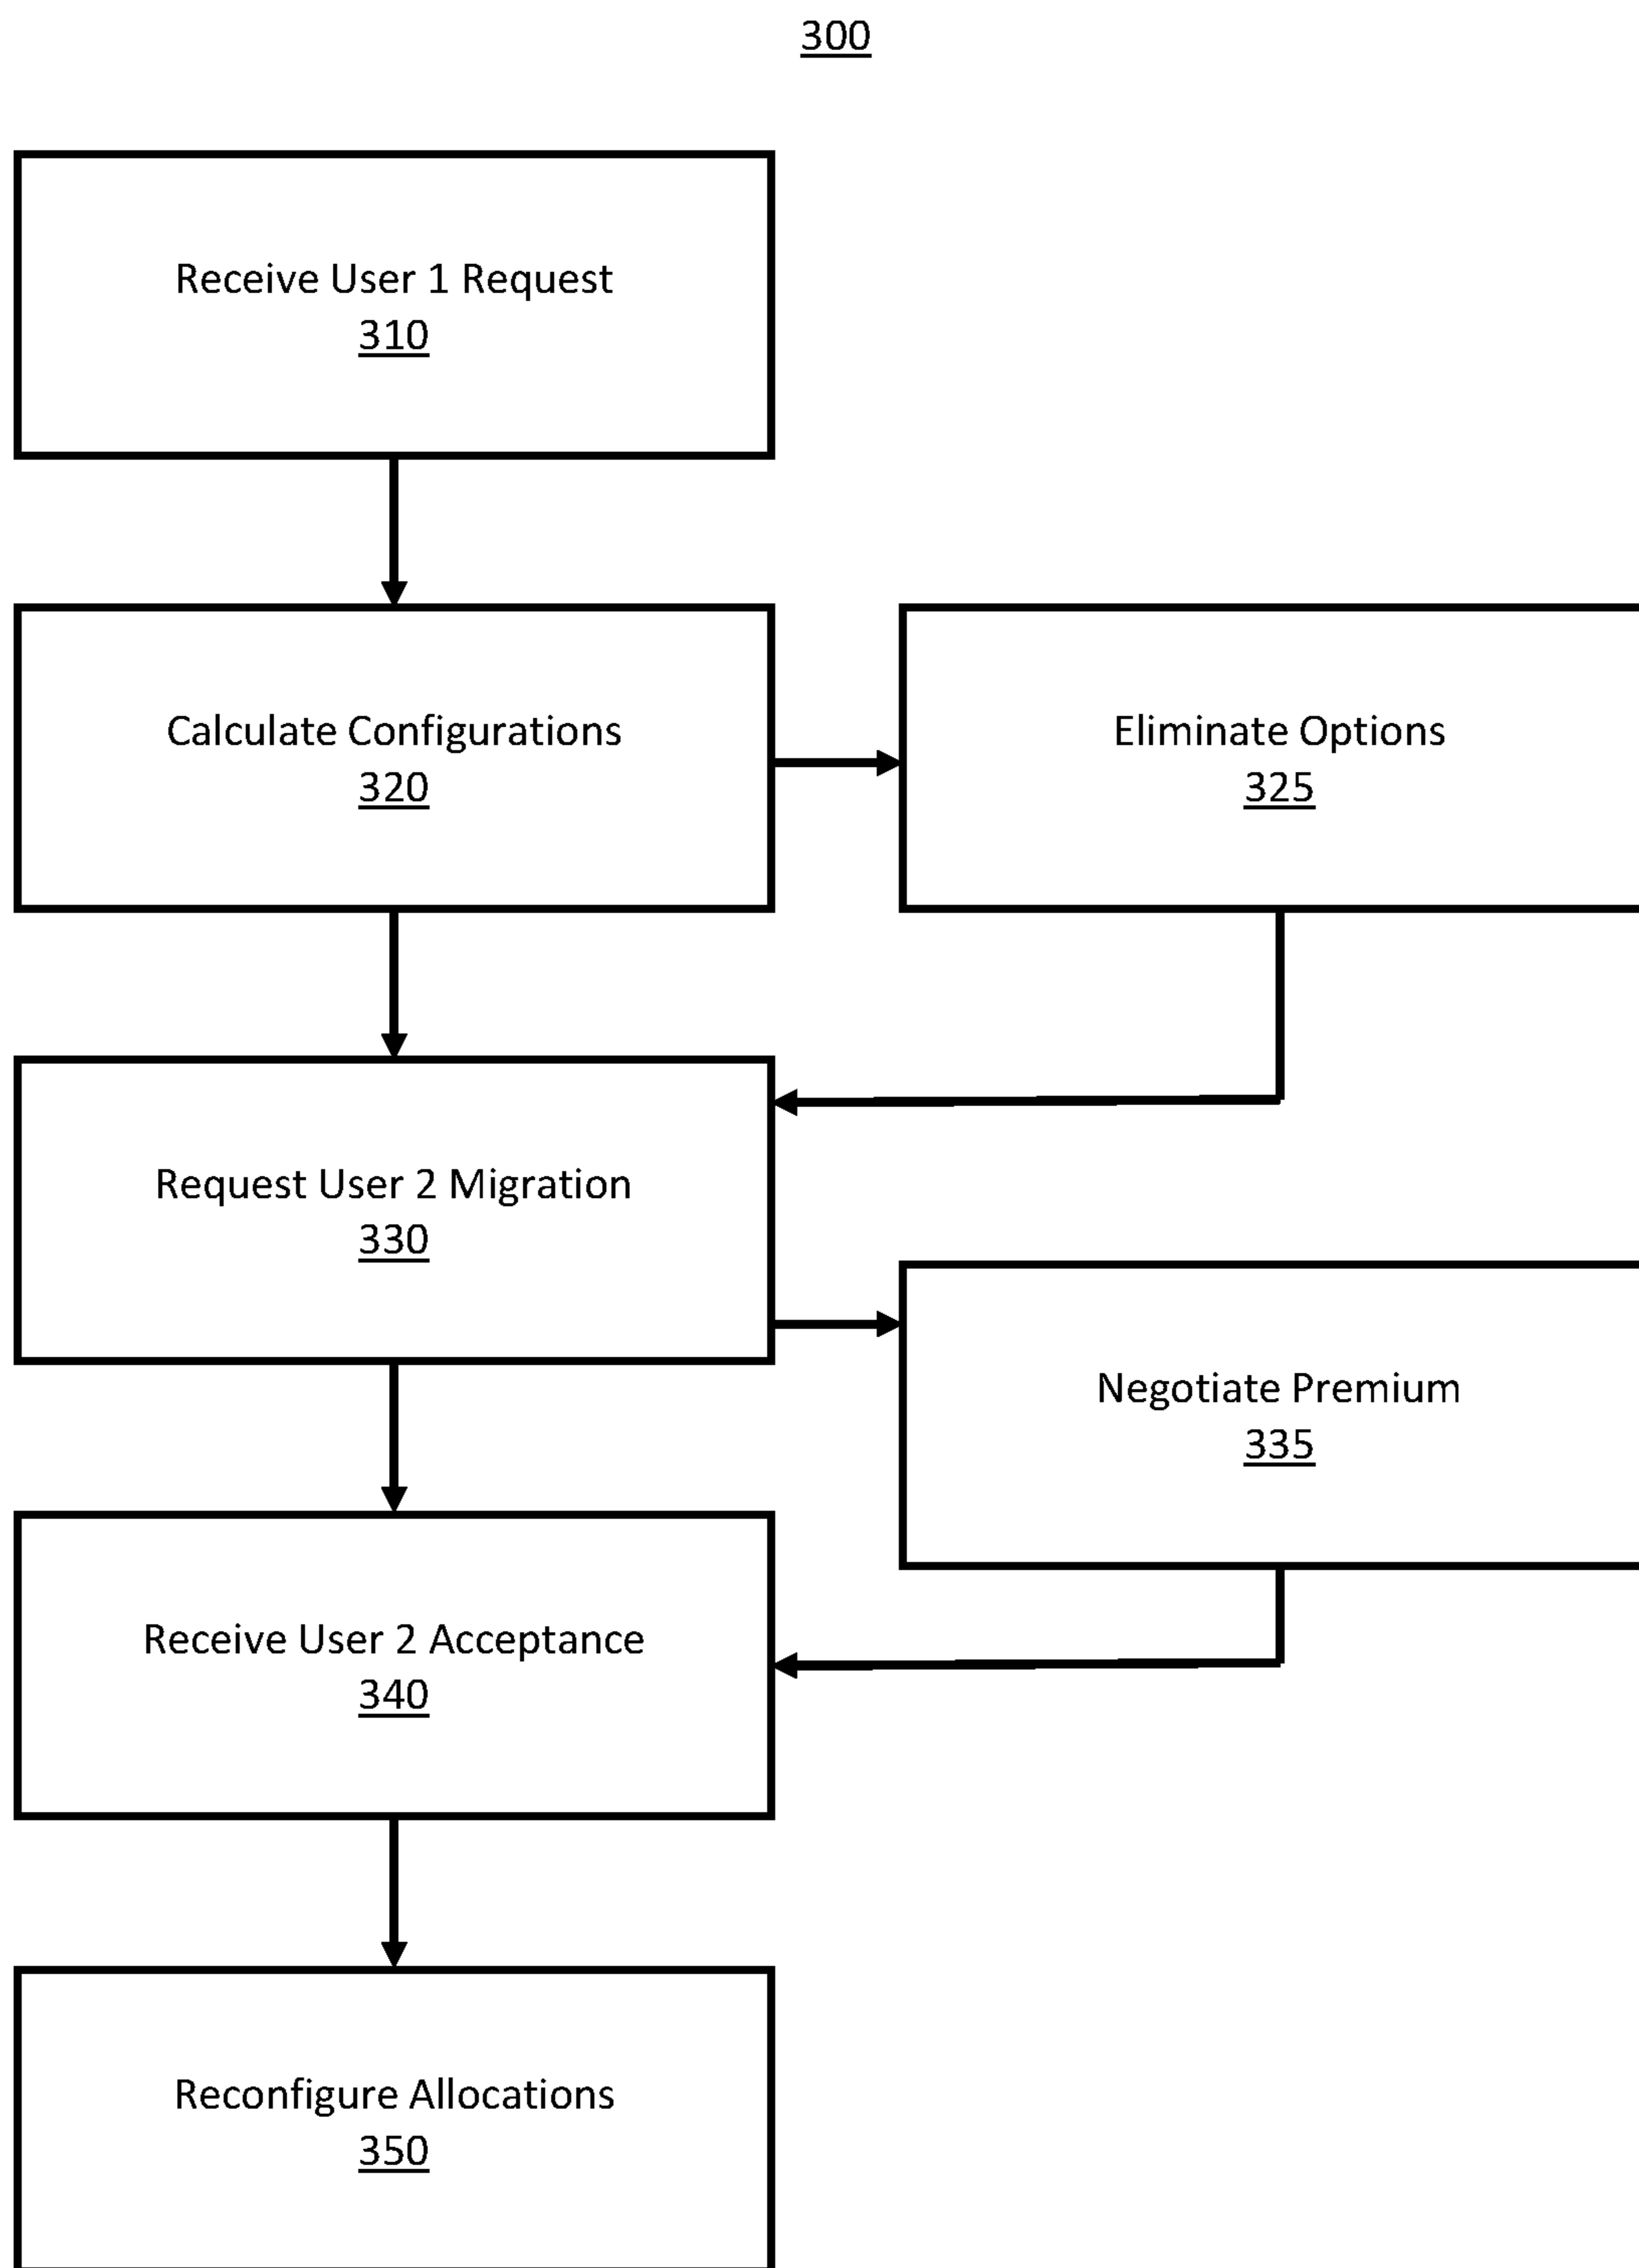 300
Receive User 1 Request
310
Calculate Configurations
320
Eliminate Options
325
Request User 2 Migration
330
Negotiate Premium
335
Receive User 2 Acceptance
340
Reconfigure Allocations
350